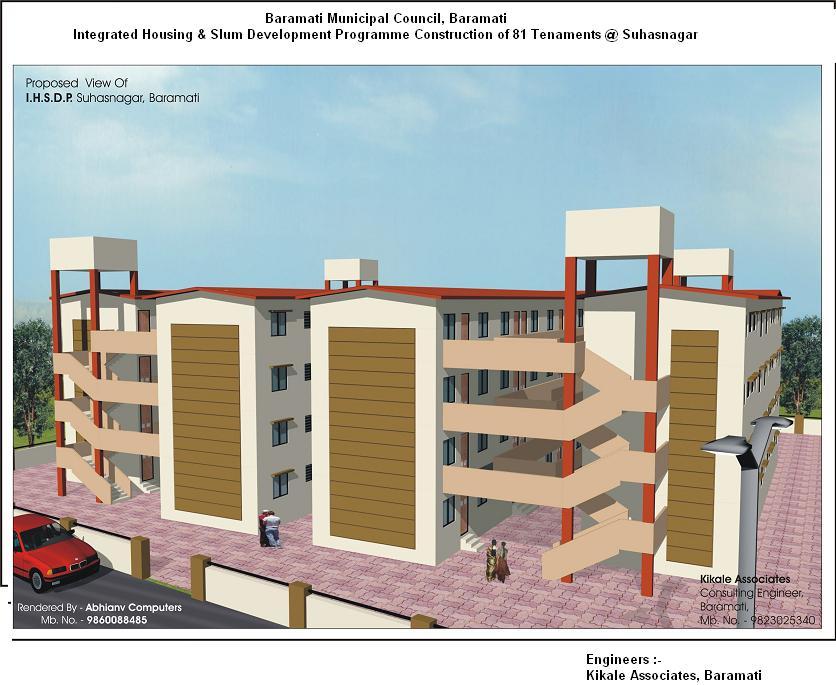 Baramati Municipal Council, Baramati
Integrated Housing & Slum Development Programme Construction of 81 Tenaments @ Suhasnagar
Proposed View Of
I.H.S.D.P. Suhasnagar, Baramati
Kikale Associates
Consulting Engineer,
Baramati,
Mb. No. - 9823025340
Rendered By - Abhianv Computers
Mb. No. - 9860088485
Engineers :-
Kikale Associates, Baramati